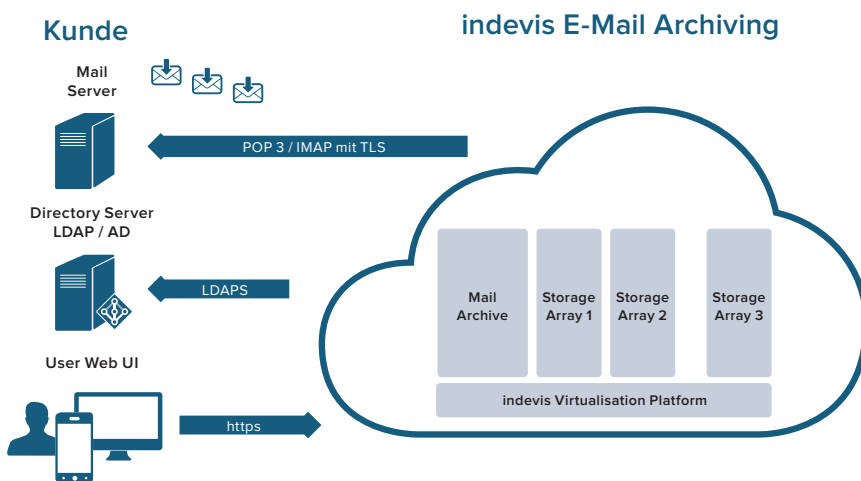 Kunde
indevis E-Mail Archiving
Mail
Server
POP 3 / IMAP mit TLS
Directory Server
LDAP / AD
LDAPS
User Web UI
https
Mail
Archive
Storage
Array 1
Storage
Array 2
Storage
Array 3
indevis Virtualisation Platform